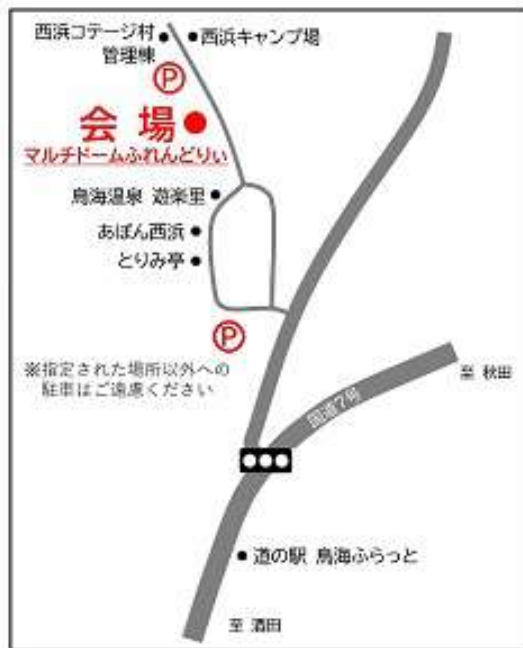 西浜コテージ村
管理棟
西浜キャンプ場
P
会場
マルチドームふれんどりぃ
鳥海温泉 遊楽里
あぽん西浜
とりみ亭
P
※指定された場所以外への
駐車はご遠慮ください
至 秋田
国道7号
道の駅 鳥海ふらっと
至 酒田